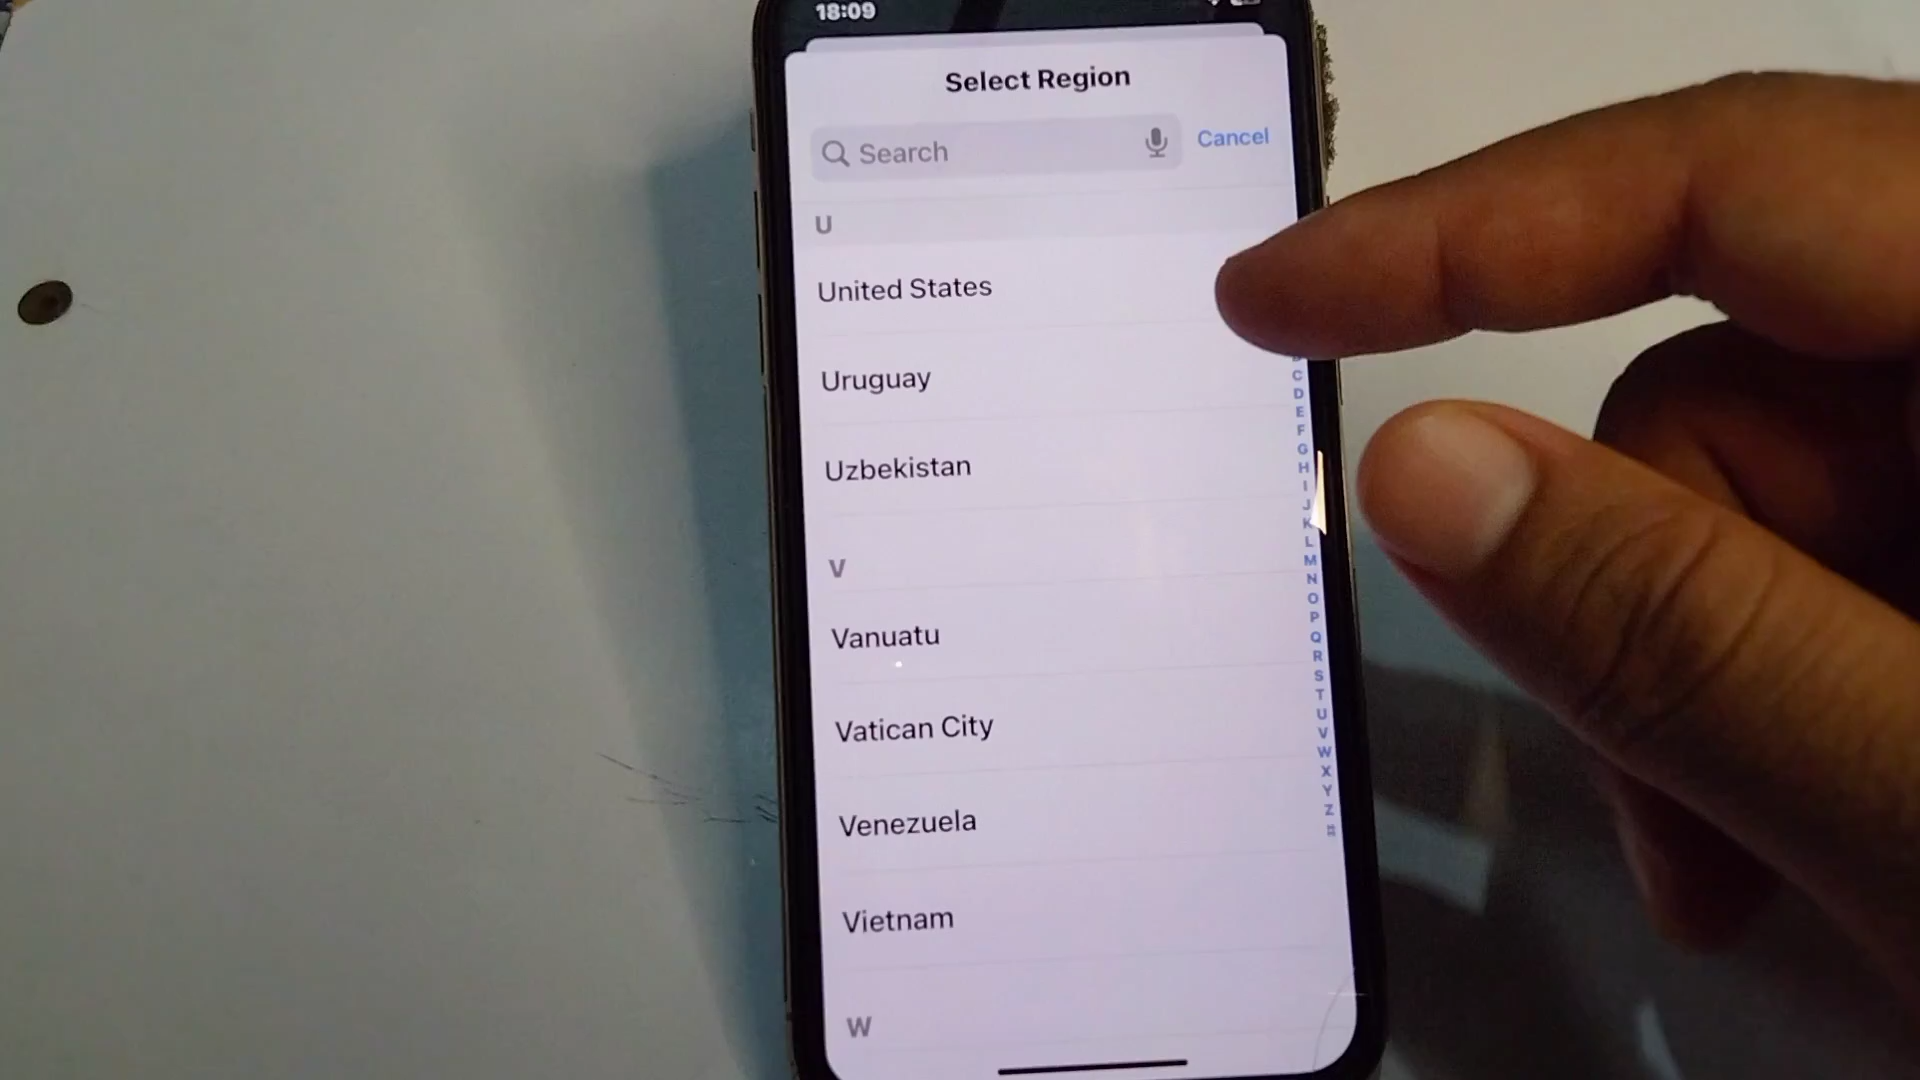 18:09
Select Region
Search
Cancel
U
United States
Uruguay
Uzbekistan
V
Vanuatu
Vatican City
Venezuela
Vietnam
W
C
D
E
F
G
H
I
J
K
L
M
N
O
P
Q
R
S
T
U
V
W
X
Y
Z
#